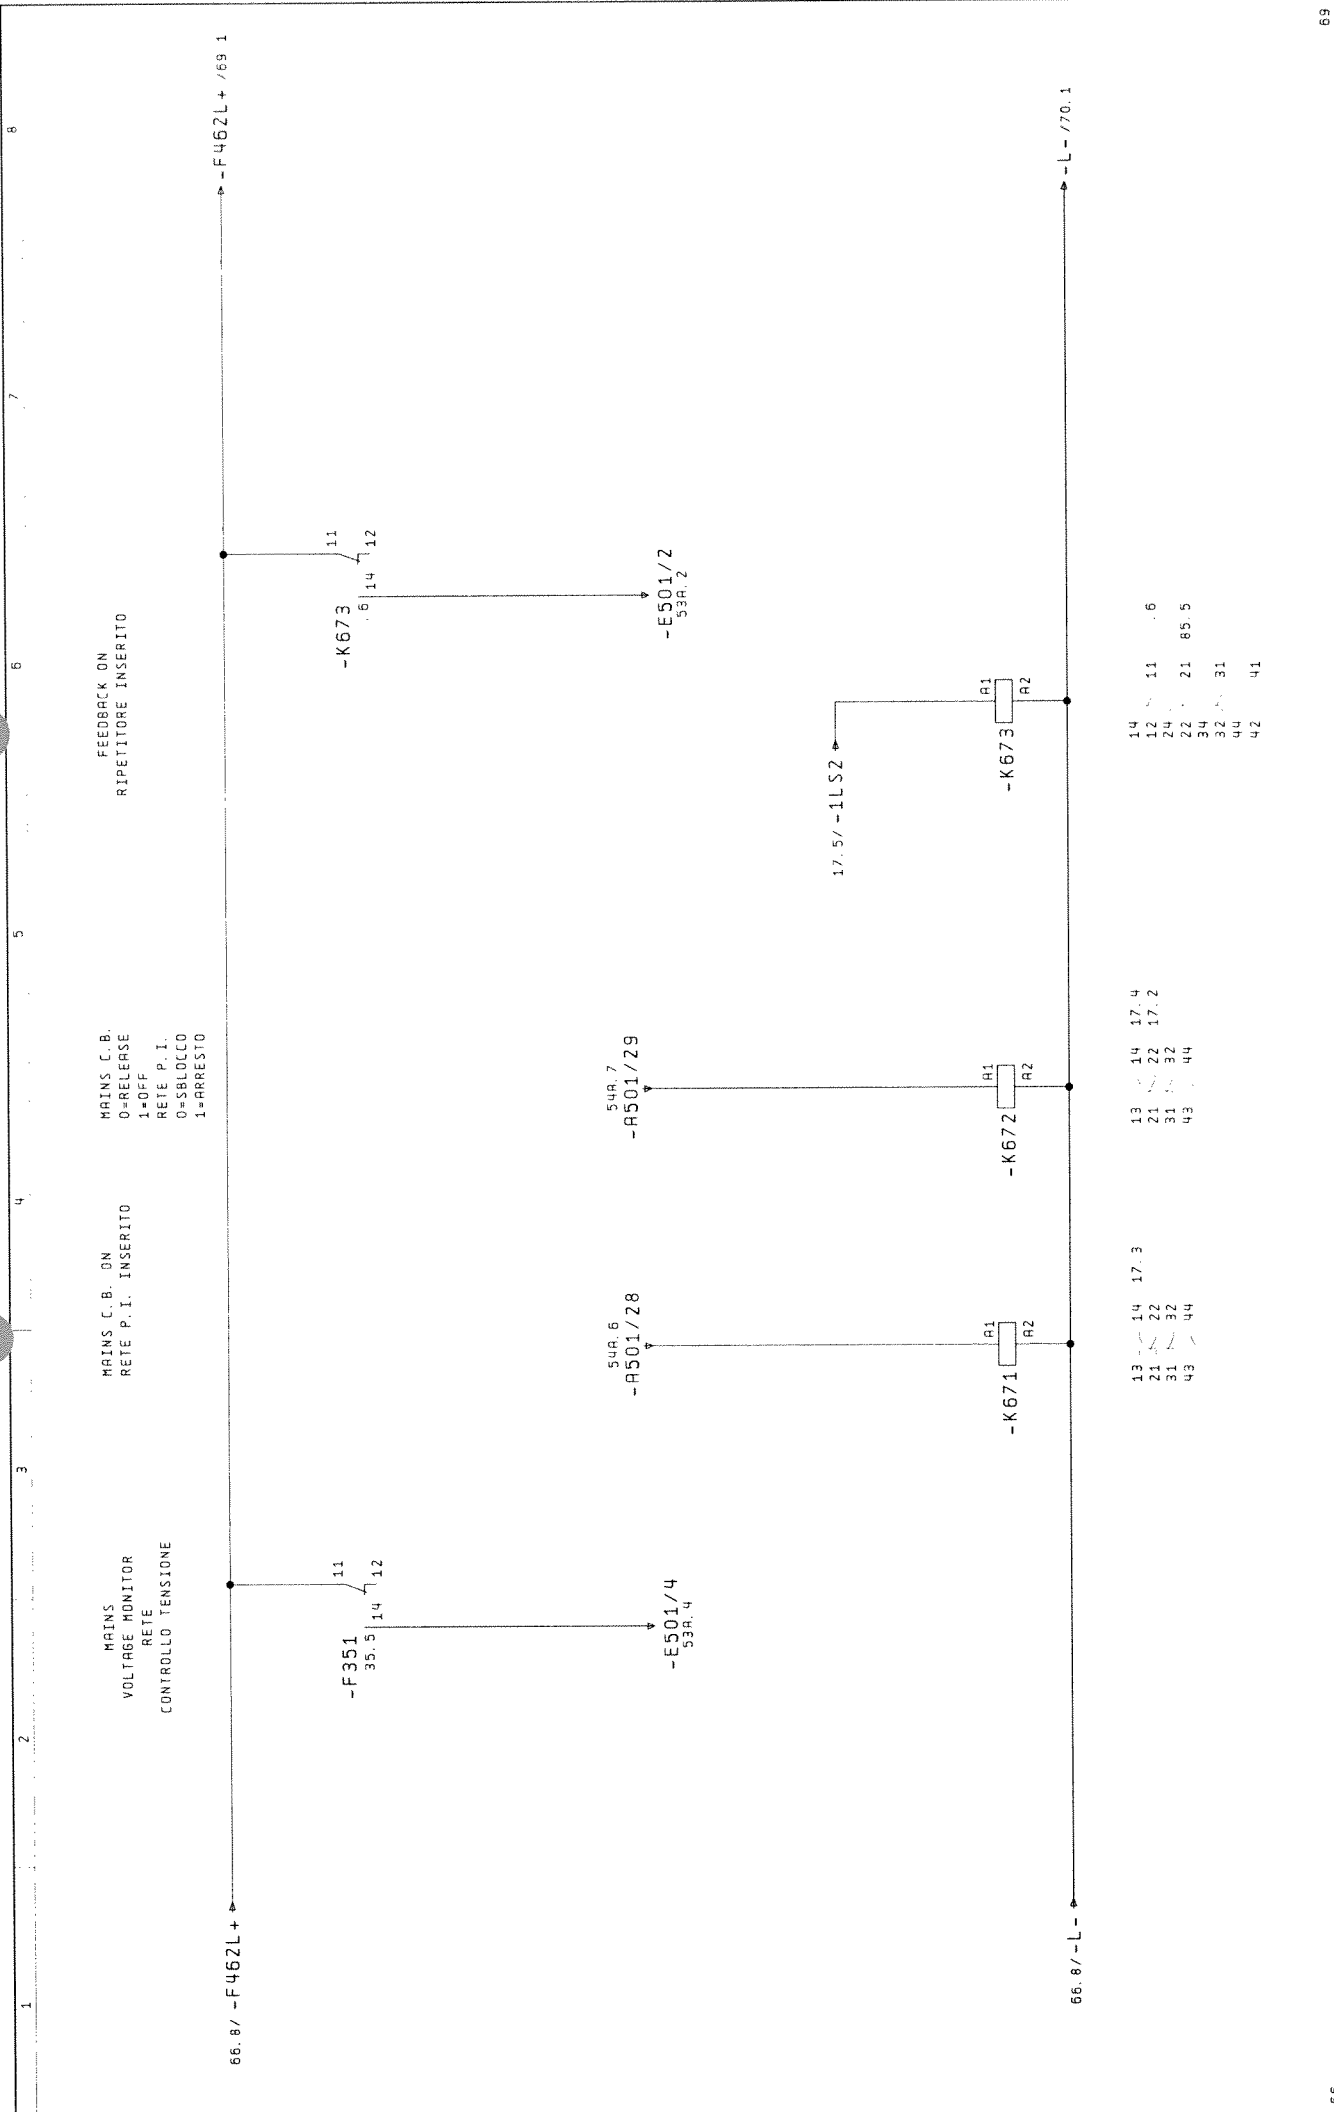 1
2
3
4
5
6
7
8
MAINS
VOLTAGE MONITOR
RETE
CONTROLLO TENSIONE
MAINS C.B. ON
RETE P.I. INSERITO
MAINS C.B.
0=RELEASE
1=OFF
RETE P.I.
0=SBLOCCO
1=ARRESTO
FEEDBACK ON
RIPETITORE INSERITO
66.8/ -F462L+
-F462L+ /69.1
-F351
35.5
11
12
14
-E501/4
53A.4
-K673
.6
11
12
14
-E501/2
53A.2
54A.6
-A501/28
54A.7
-A501/29
17.5/ -1LS2
-K671
A1
A2
-K672
A1
A2
-K673
A1
A2
66.8/ -L-
-L- /70.1
13 14 17.3
21 22
31 32
43 44
13 14 17.4
21 22 17.2
31 32
43 44
14
12 11 .6
24
22 21 85.5
34
32 31
44
42 41
69